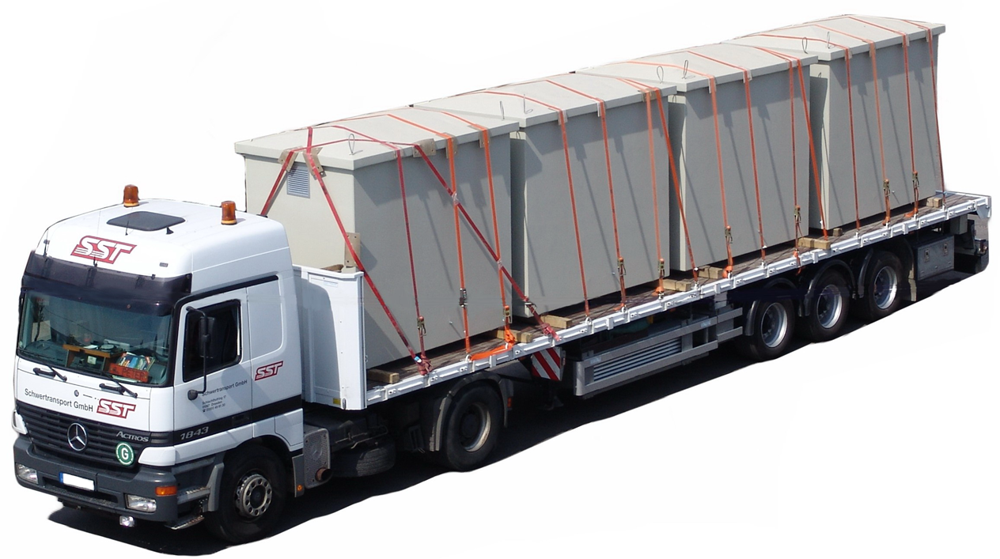 SST
Schwertransport GmbH SST
ACTROS
1843
G
SST
Schwertransport GmbH